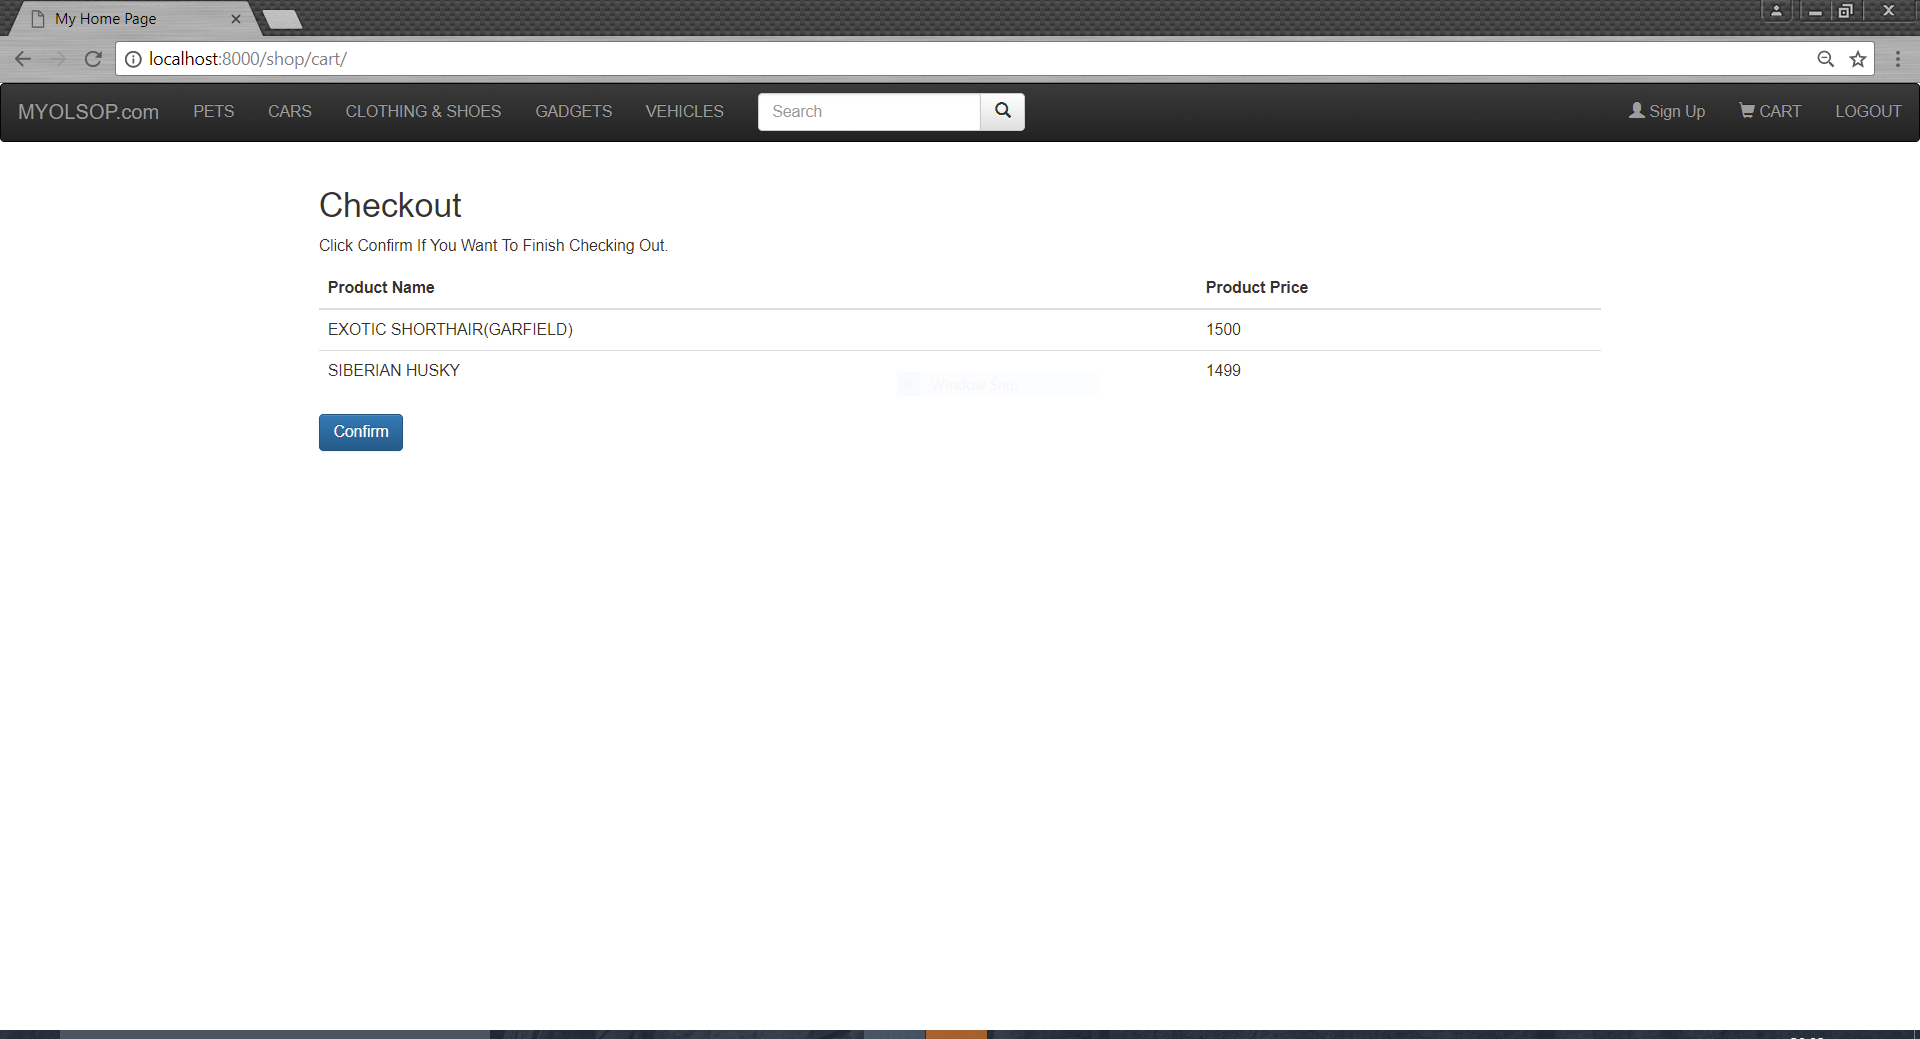 My Home Page
localhost:8000/shop/cart/
MYOLSOP.com PETS CARS CLOTHING & SHOES GADGETS VEHICLES Search Sign Up CART LOGOUT
Checkout
Click Confirm If You Want To Finish Checking Out.
Product Name Product Price
EXOTIC SHORTHAIR(GARFIELD) 1500
SIBERIAN HUSKY 1499
Window Snip
Confirm